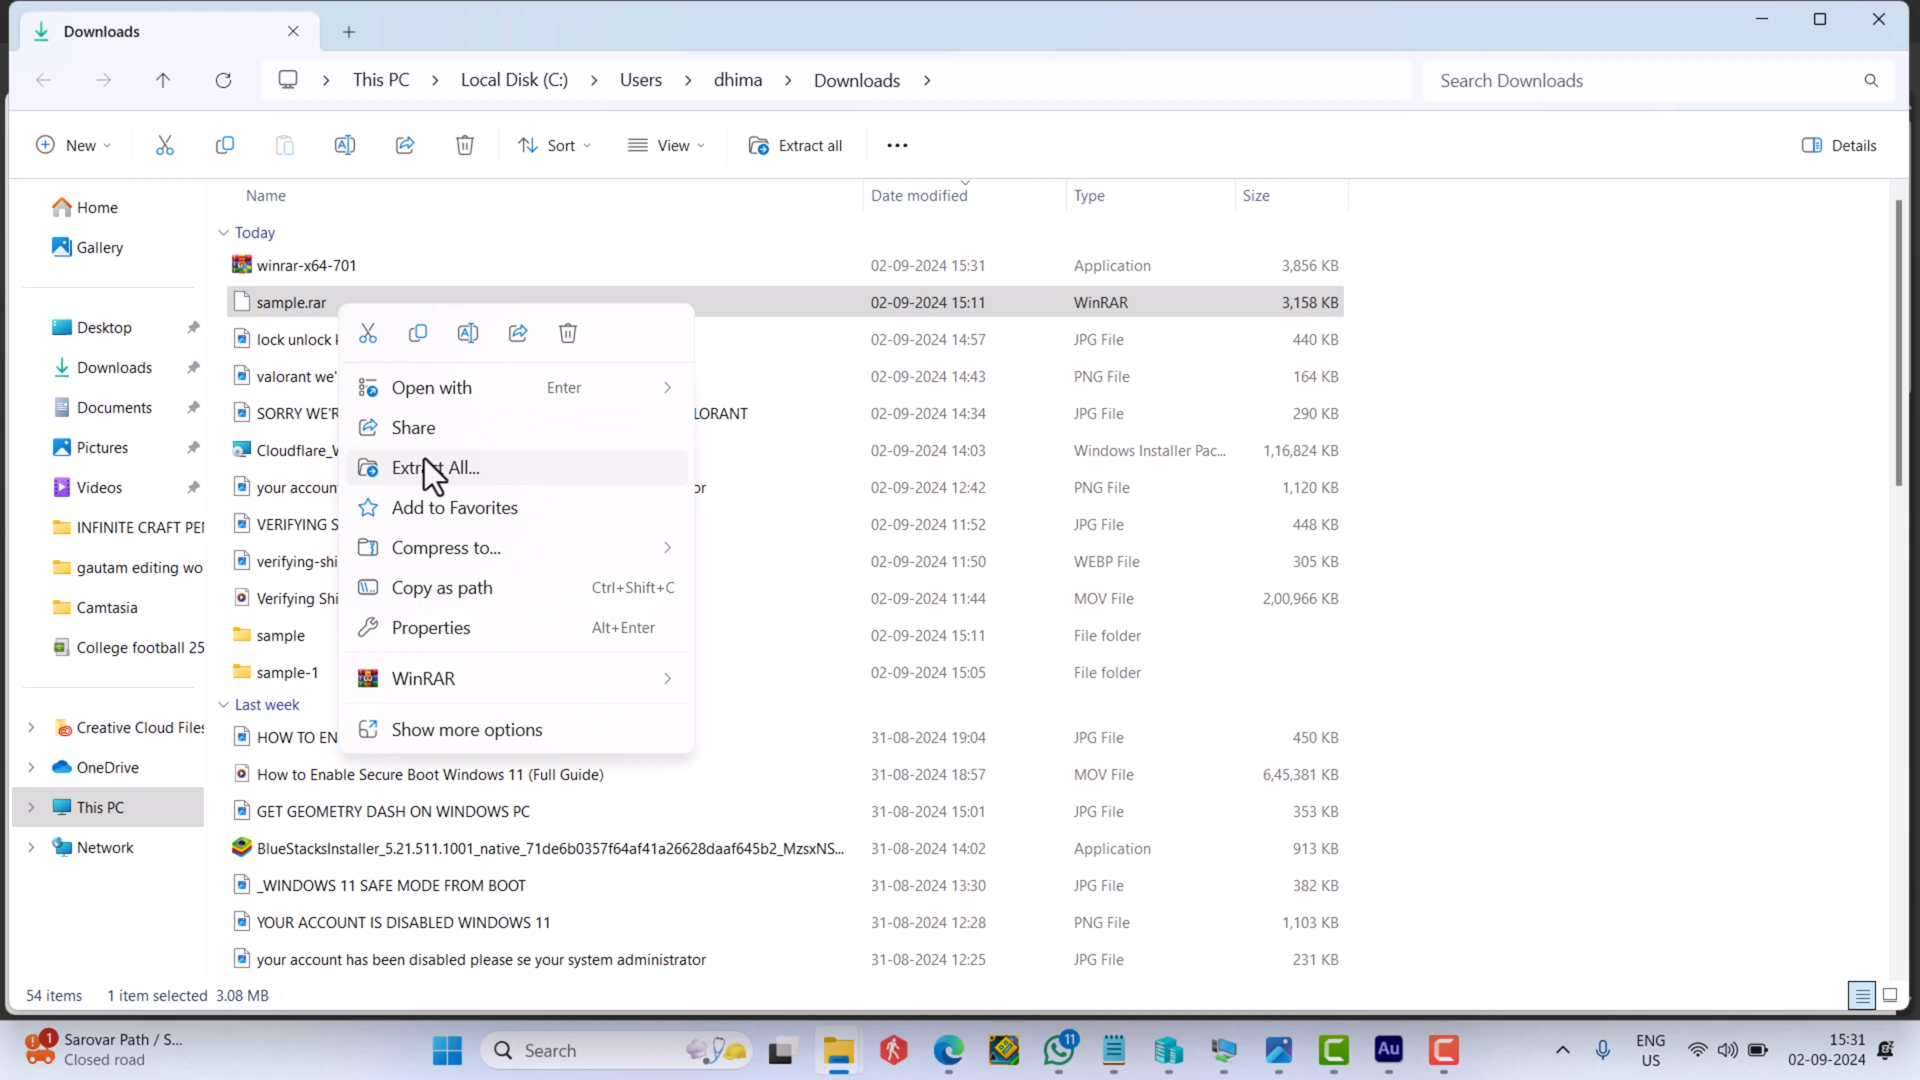 Downloads
This PC
Local Disk (C:)
Users
dhima
Downloads
Search Downloads
New
Sort
View
Extract all
Details
Name
Date modified
Type
Size
Home
Gallery
Desktop
Downloads
Documents
Pictures
Videos
INFINITE CRAFT PEN
gautam editing wo
Camtasia
College football 25
Creative Cloud Files
OneDrive
This PC
Network
Today
winrar-x64-701 02-09-2024 15:31 Application 3,856 KB
sample.rar 02-09-2024 15:11 WinRAR 3,158 KB
lock unlock 02-09-2024 14:57 JPG File 440 KB
valorant we' 02-09-2024 14:43 PNG File 164 KB
SORRY WE'R LORANT 02-09-2024 14:34 JPG File 290 KB
Cloudflare_W 02-09-2024 14:03 Windows Installer Pac... 1,16,824 KB
your accoun or 02-09-2024 12:42 PNG File 1,120 KB
VERIFYING S 02-09-2024 11:52 JPG File 448 KB
verifying-shi 02-09-2024 11:50 WEBP File 305 KB
Verifying Shi 02-09-2024 11:44 MOV File 2,00,966 KB
sample 02-09-2024 15:11 File folder
sample-1 02-09-2024 15:05 File folder
Last week
HOW TO EN 31-08-2024 19:04 JPG File 450 KB
How to Enable Secure Boot Windows 11 (Full Guide) 31-08-2024 18:57 MOV File 6,45,381 KB
GET GEOMETRY DASH ON WINDOWS PC 31-08-2024 15:01 JPG File 353 KB
BlueStacksInstaller_5.21.511.1001_native_71de6b0357f64af41a26628daaf645b2_MzsxNS... 31-08-2024 14:02 Application 913 KB
_WINDOWS 11 SAFE MODE FROM BOOT 31-08-2024 13:30 JPG File 382 KB
YOUR ACCOUNT IS DISABLED WINDOWS 11 31-08-2024 12:28 PNG File 1,103 KB
your account has been disabled please se your system administrator 31-08-2024 12:25 JPG File 231 KB
Open with Enter
Share
Extract All...
Add to Favorites
Compress to...
Copy as path Ctrl+Shift+C
Properties Alt+Enter
WinRAR
Show more options
54 items 1 item selected 3.08 MB
1
Sarovar Path / S...
Closed road
Search
11
Au
ENG
US
15:31
02-09-2024